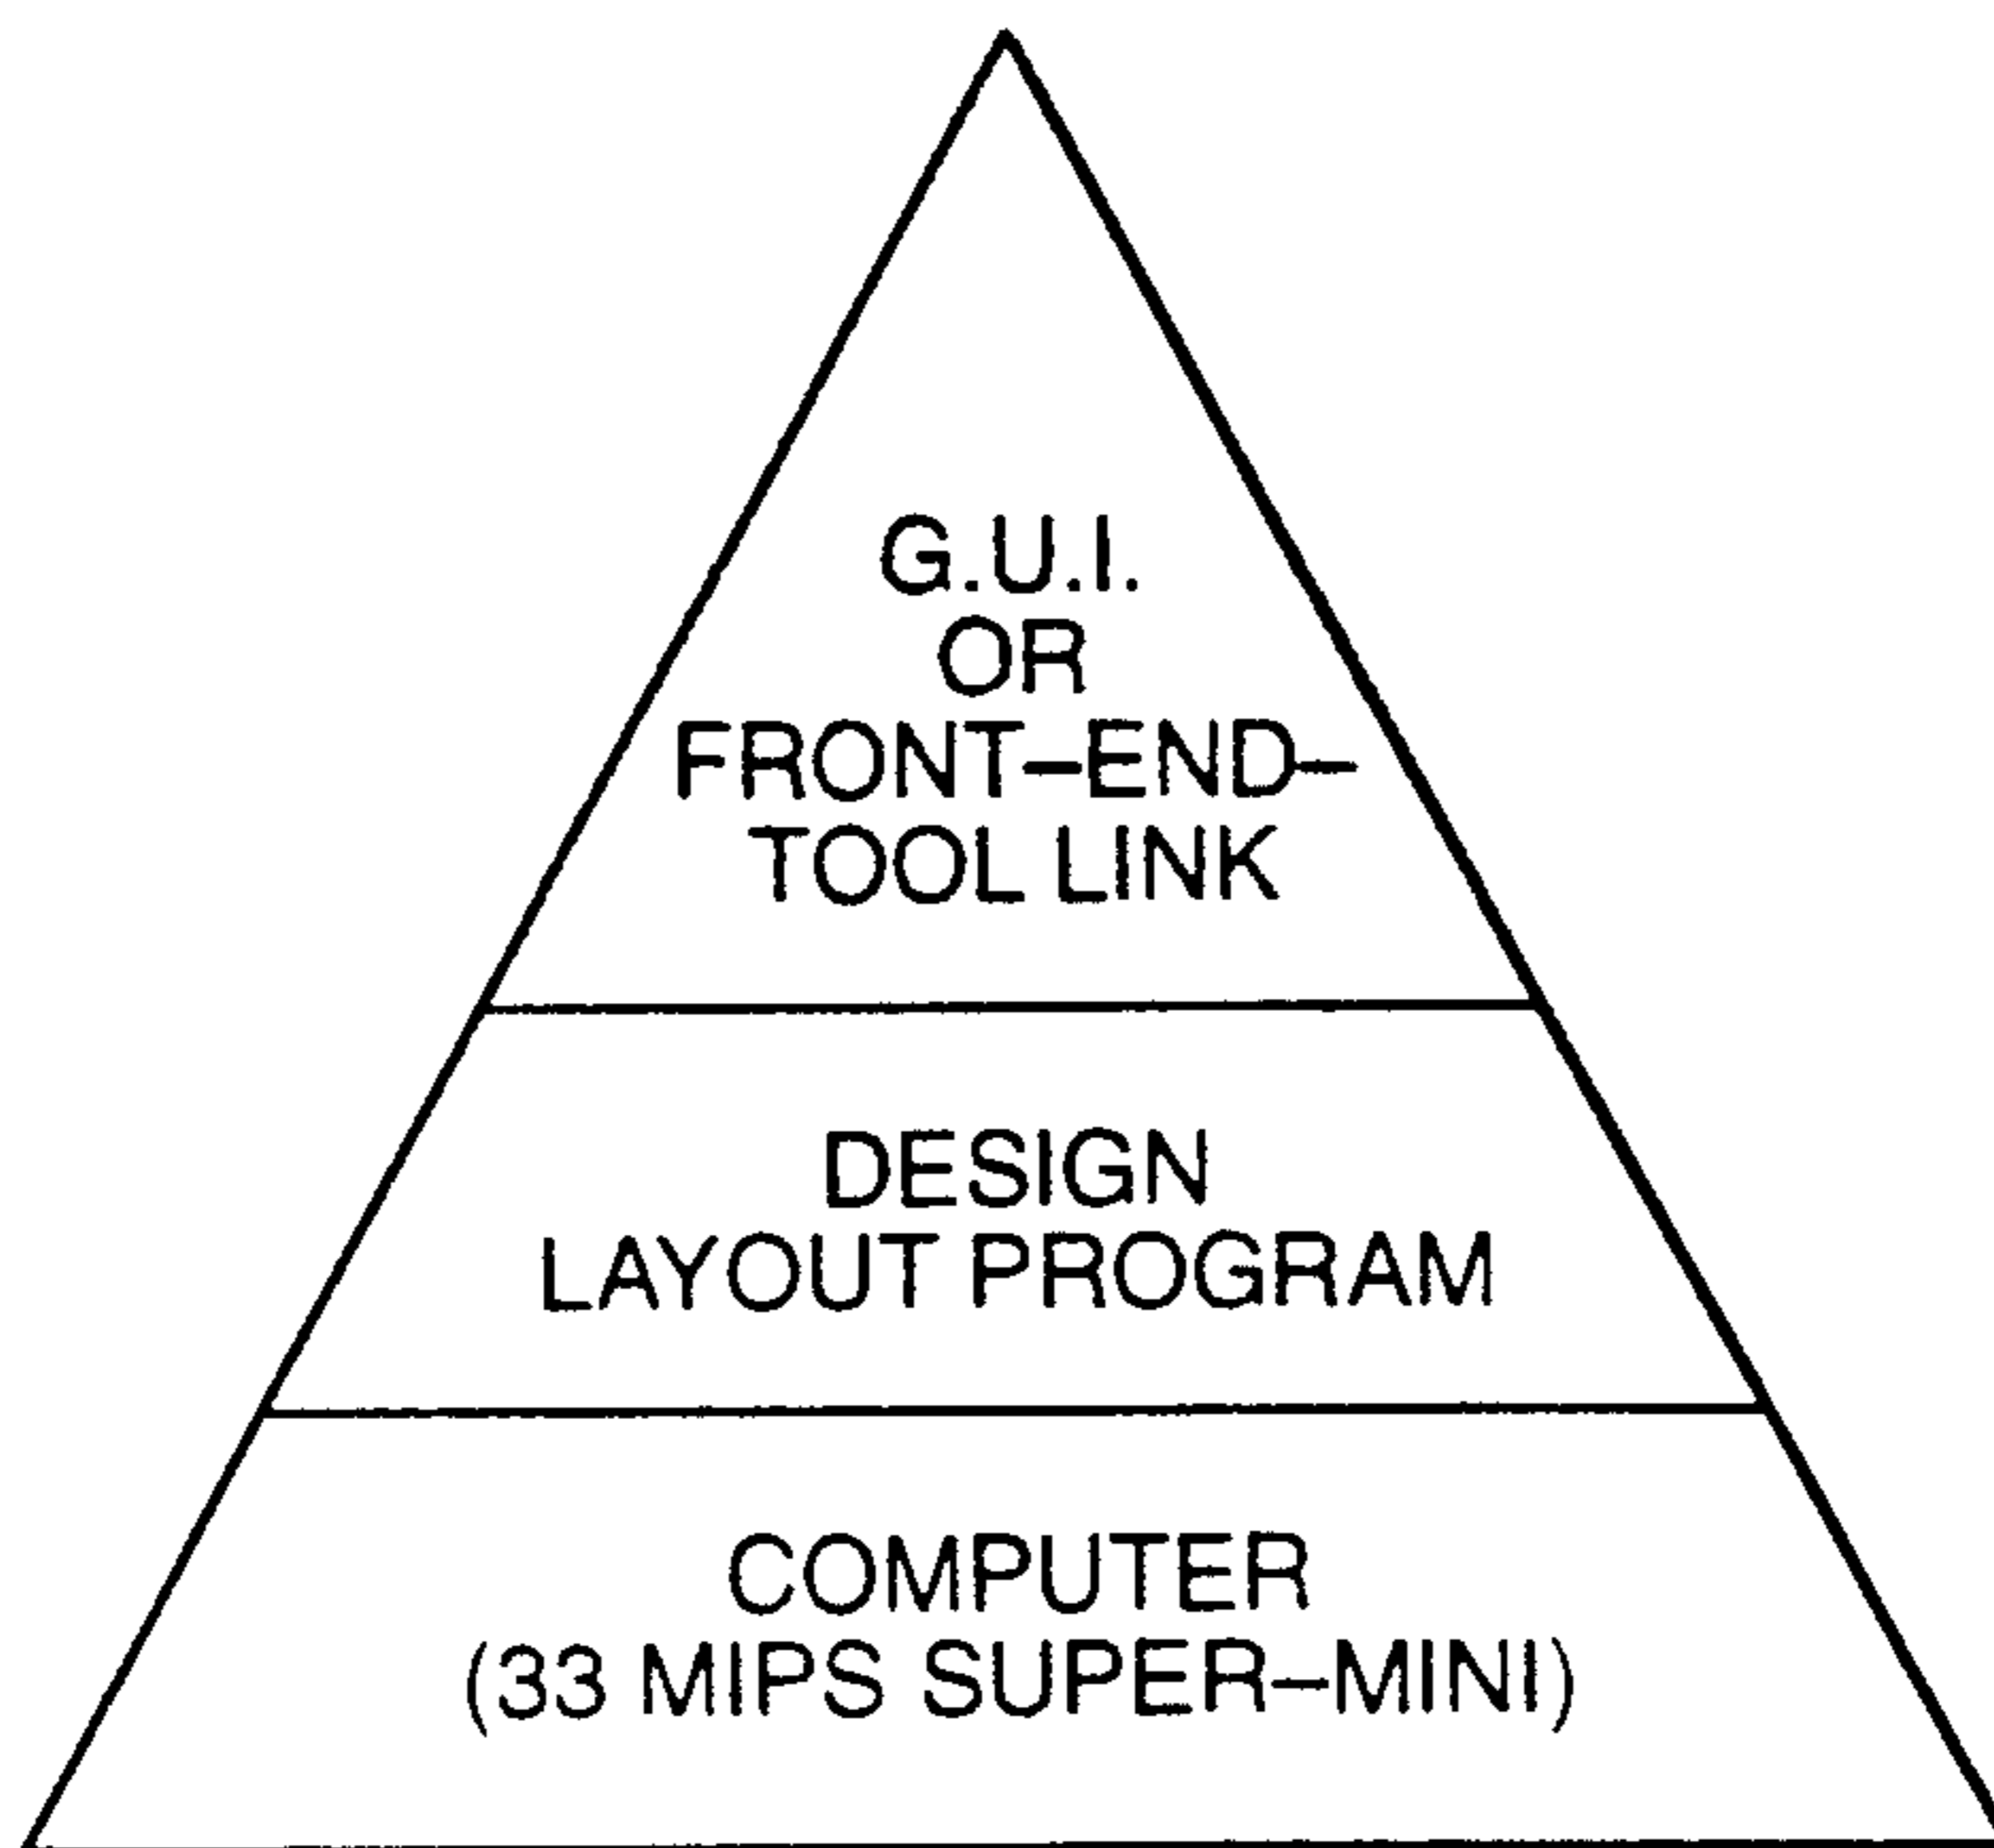 G.U.I.
OR
FRONT–END–
TOOL LINK
DESIGN
LAYOUT PROGRAM
COMPUTER
(33 MIPS SUPER–MINI)